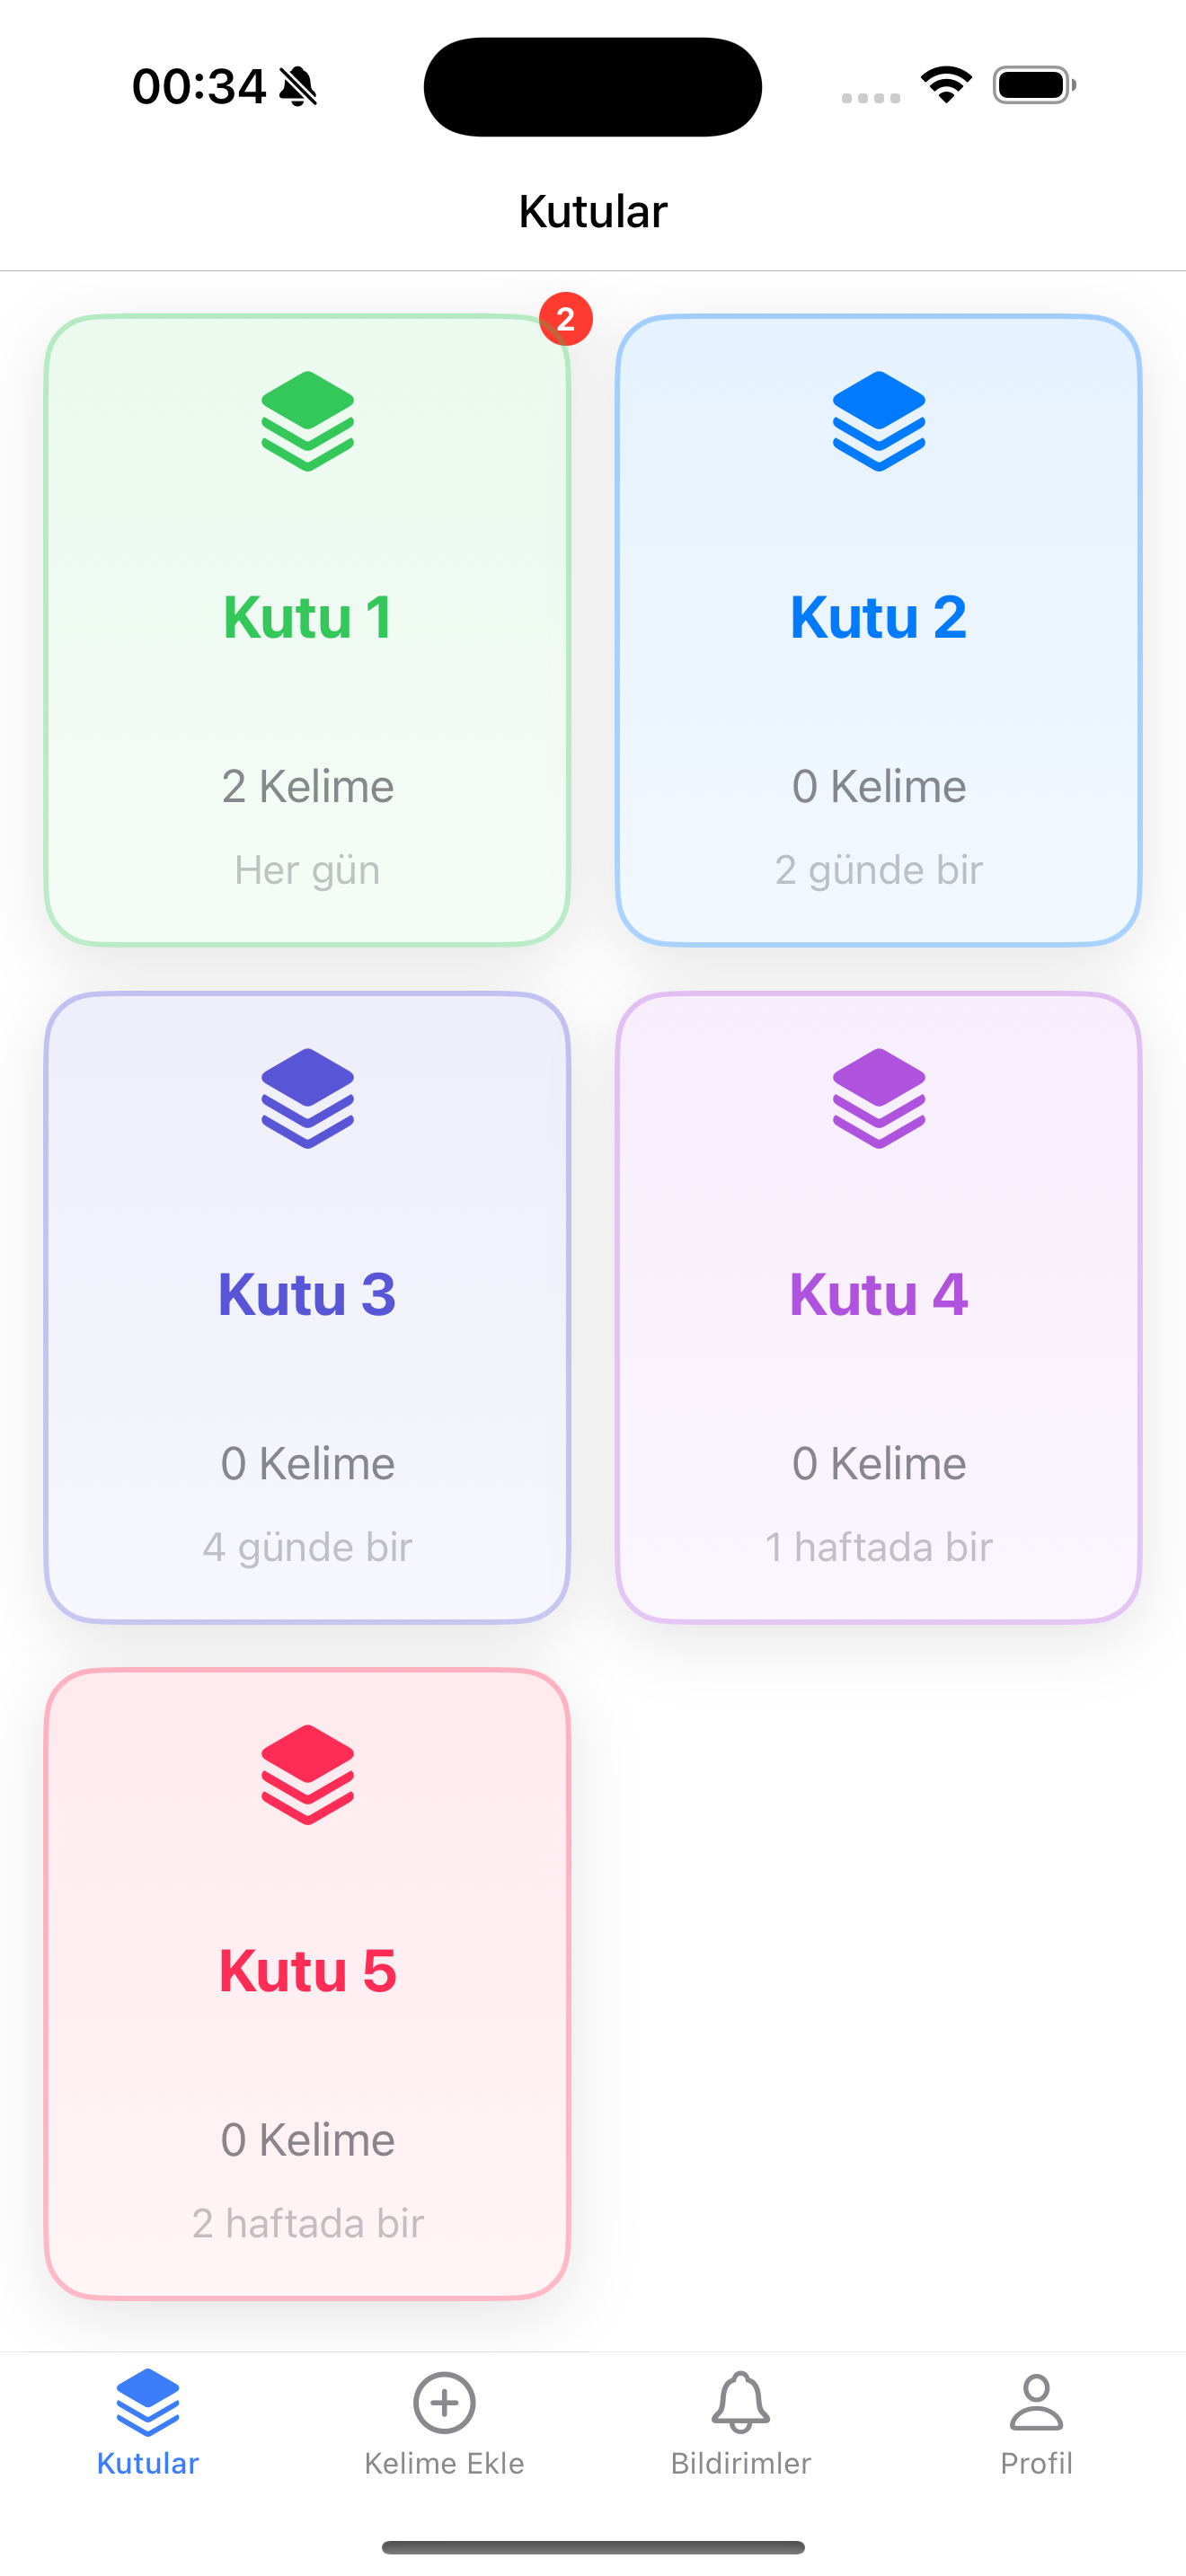 00:34
Kutular
2
Kutu 1
2 Kelime
Her gün
Kutu 2
0 Kelime
2 günde bir
Kutu 3
0 Kelime
4 günde bir
Kutu 4
0 Kelime
1 haftada bir
Kutu 5
0 Kelime
2 haftada bir
Kutular
Kelime Ekle
Bildirimler
Profil